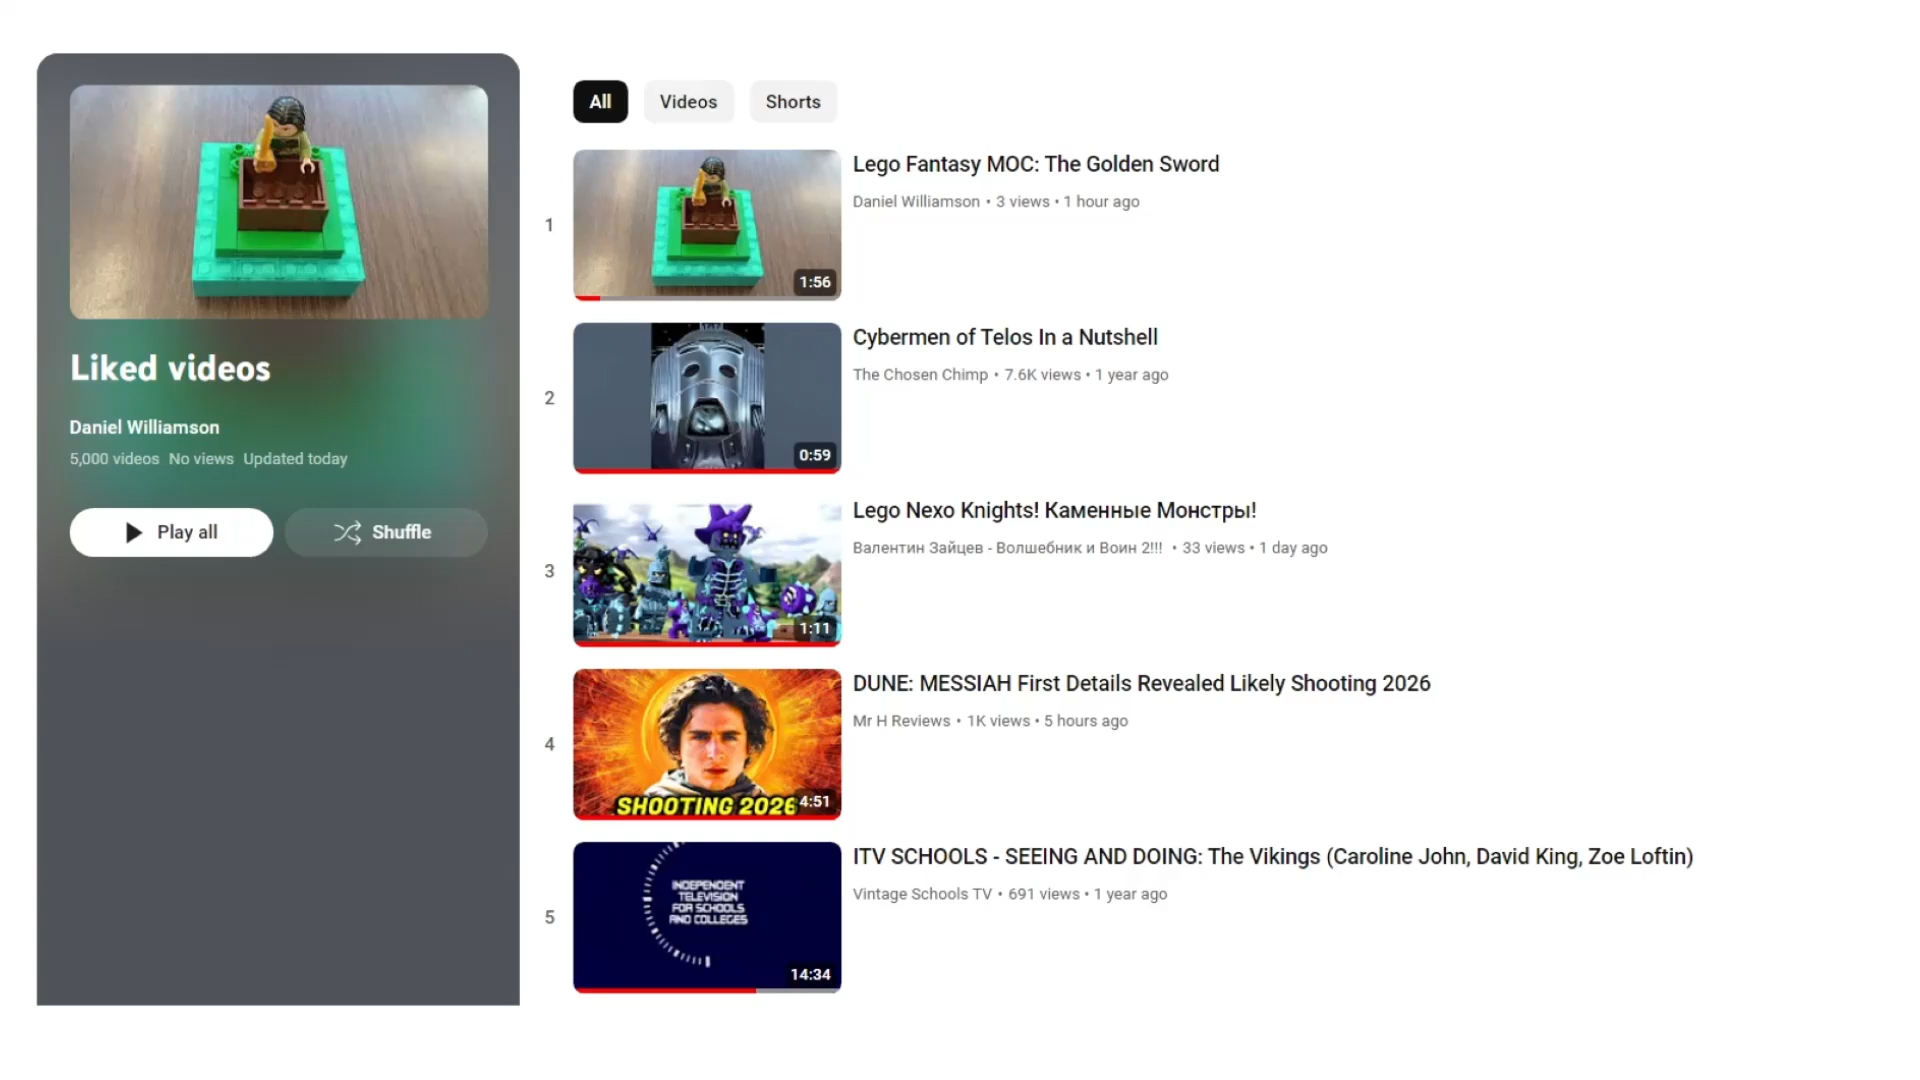 Liked videos
Daniel Williamson
5,000 videos No views Updated today
Play all
Shuffle
All
Videos
Shorts
1
1:56
Lego Fantasy MOC: The Golden Sword
Daniel Williamson • 3 views • 1 hour ago
2
0:59
Cybermen of Telos In a Nutshell
The Chosen Chimp • 7.6K views • 1 year ago
3
1:11
Lego Nexo Knights! Каменные Монстры!
Валентин Зайцев - Волшебник и Воин 2!!! • 33 views • 1 day ago
4
SHOOTING 2026
4:51
DUNE: MESSIAH First Details Revealed Likely Shooting 2026
Mr H Reviews • 1K views • 5 hours ago
5
INDEPENDENT
TELEVISION
FOR SCHOOLS
AND COLLEGES
14:34
ITV SCHOOLS - SEEING AND DOING: The Vikings (Caroline John, David King, Zoe Loftin)
Vintage Schools TV • 691 views • 1 year ago